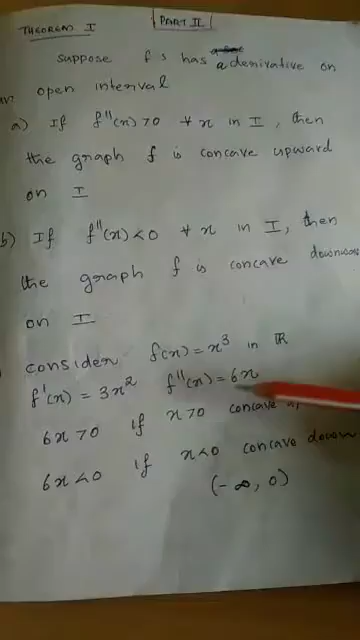 THEOREM I
PART II
suppose f s has a derivative on
open interval
a) If f''(x) > 0 ∀ x in I, then
the graph f is concave upward
on I
b) If f''(x) < 0 ∀ x in I, then
the graph f is concave
on I
consider f(x) = x³ in ℝ
f'(x) = 3x² f''(x) = 6x
6x > 0 if x > 0 concave
6x < 0 if x < 0 concave down
(-∞, 0)